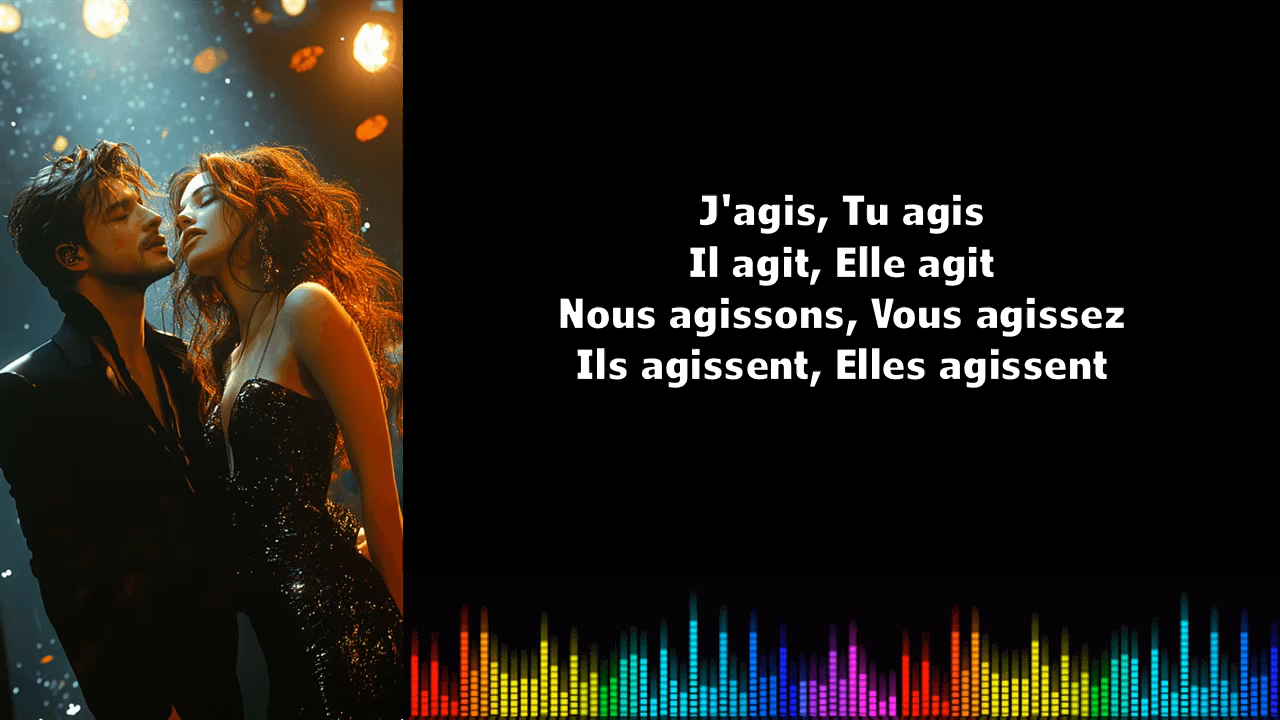 J'agis, Tu agis
Il agit, Elle agit
Nous agissons, Vous agissez
Ils agissent, Elles agissent